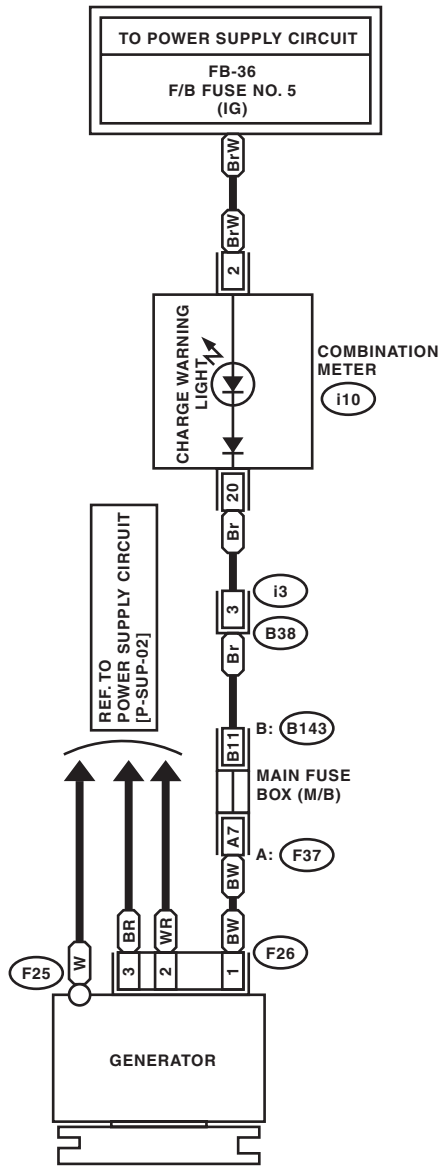 TO POWER SUPPLY CIRCUIT
FB-36
F/B FUSE NO. 5
(IG)
BrW
BrW
2
CHARGE WARNING
LIGHT
COMBINATION
METER
i10
20
Br
REF. TO
POWER SUPPLY CIRCUIT
[P-SUP-02]
3
i3
B38
Br
B11
B: B143
MAIN FUSE
BOX (M/B)
A7
A: F37
BW
BR
WR
BW
F26
F25
W
3
2
1
GENERATOR